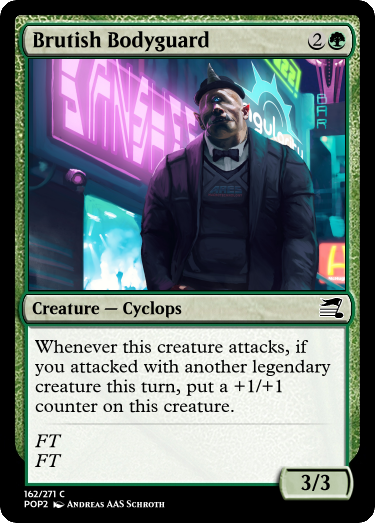 Brutish Bodyguard
2
BAR
Creature — Cyclops
Whenever this creature attacks, if
you attacked with another legendary
creature this turn, put a +1/+1
counter on this creature.
FT
FT
3/3
162/271 C
POP2 Andreas AAS Schroth